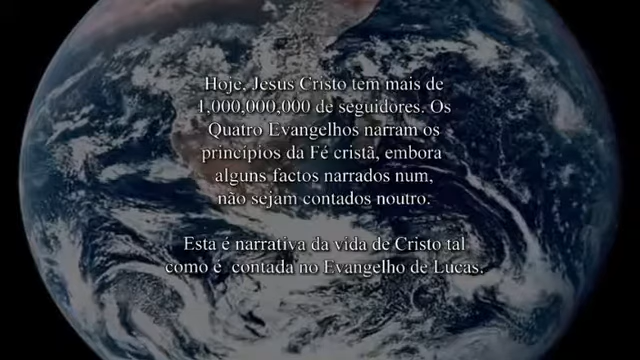 Hoje, Jesus Cristo tem mais de
1,000,000,000 de seguidores. Os
Quatro Evangelhos narram os
princípios da Fé cristã, embora
alguns factos narrados num,
não sejam contados noutro.
Esta é narrativa da vida de Cristo tal
como é contada no Evangelho de Lucas.